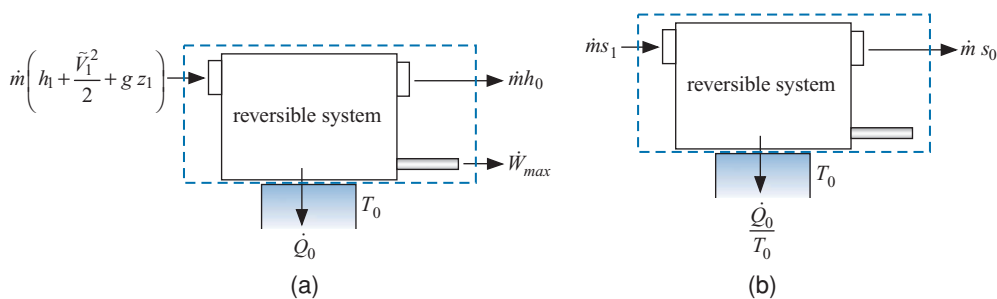 ṁ(h₁ + Ṽ₁²/2 + g z₁)
reversible system
ṁh₀
Ẇₘₐₓ
T₀
Q̇₀
(a)
ṁs₁
reversible system
ṁ s₀
T₀
Q̇₀/T₀
(b)